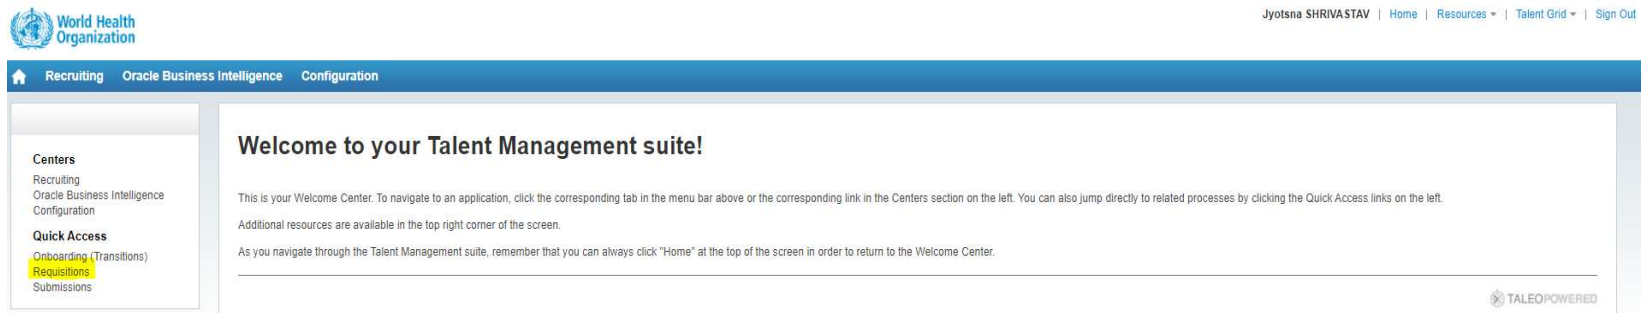 World Health
Organization
Jyotsna SHRIVASTAV | Home | Resources | Talent Grid | Sign Out
Recruiting Oracle Business Intelligence Configuration
Centers
Recruiting
Oracle Business Intelligence
Configuration
Quick Access
Onboarding (Transitions)
Requisitions
Submissions
Welcome to your Talent Management suite!
This is your Welcome Center. To navigate to an application, click the corresponding tab in the menu bar above or the corresponding link in the Centers section on the left. You can also jump directly to related processes by clicking the Quick Access links on the left.
Additional resources are available in the top right corner of the screen.
As you navigate through the Talent Management suite, remember that you can always click "Home" at the top of the screen in order to return to the Welcome Center.
TALEOPOWERED